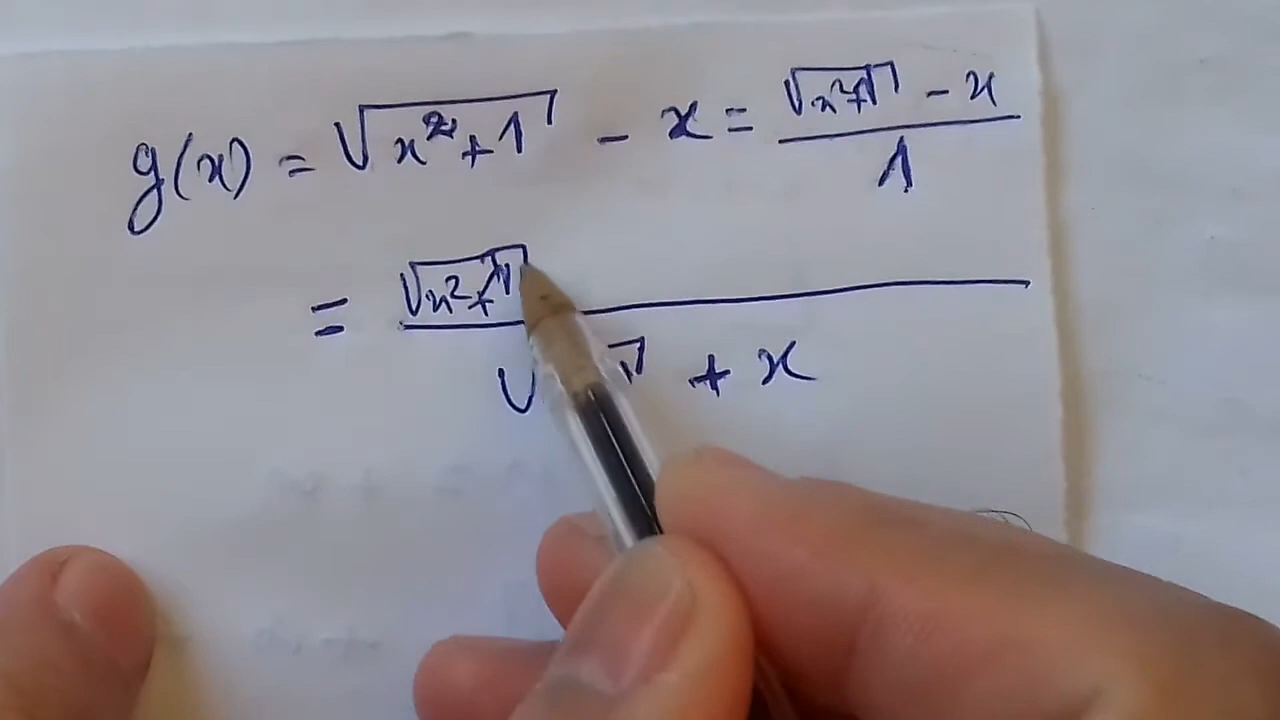 g(x) = √(x²+1) - x = (√(x²+1) - x)/1
= √(x²+1) / √ + x